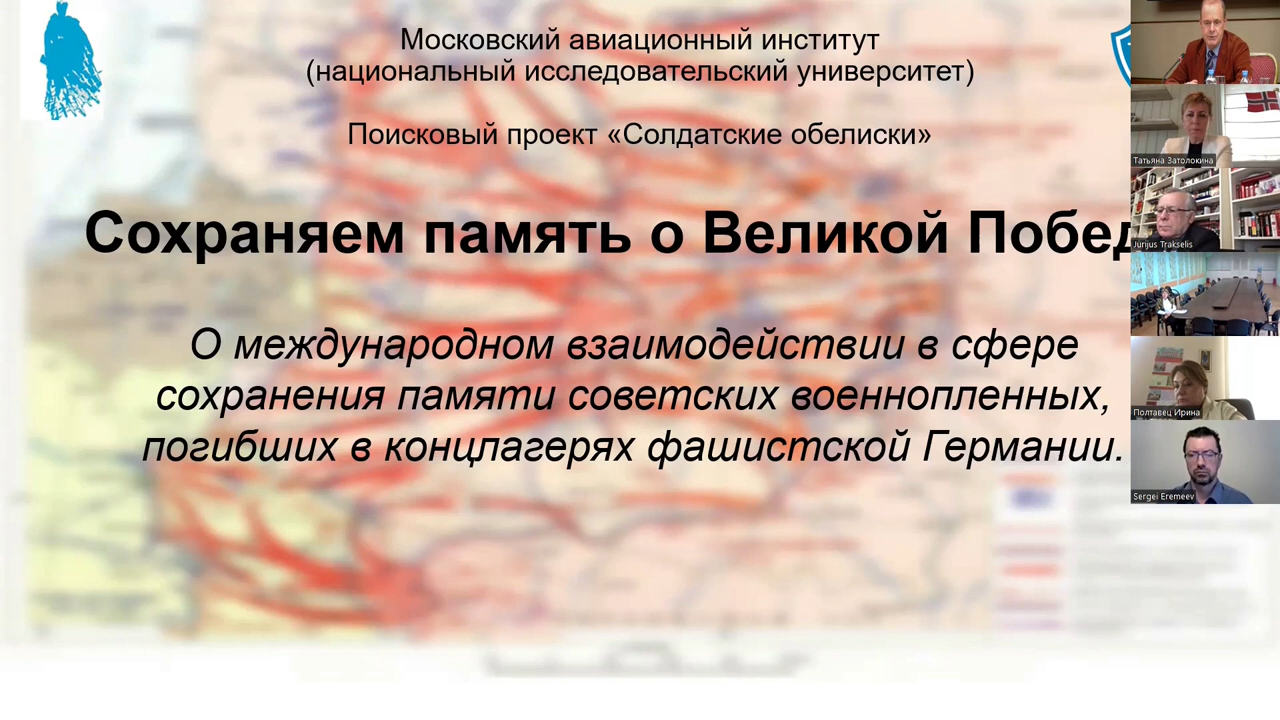 Московский авиационный институт
(национальный исследовательский университет)
Поисковый проект «Солдатские обелиски»
Сохраняем память о Великой Побед
О международном взаимодействии в сфере
сохранения памяти советских военнопленных,
погибших в концлагерях фашистской Германии.
Татьяна Затолокина
Jurijus Trakselis
Полтавец Ирина
Sergei Eremeev